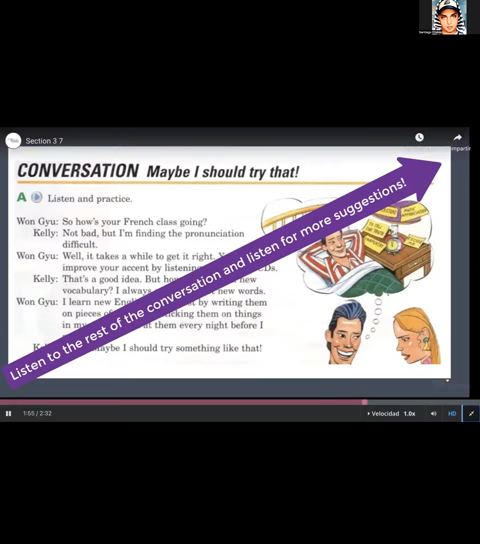 Section 3 7
CONVERSATION Maybe I should try that!
A Listen and practice.
Won Gyu: So how's your French class going?
Kelly: Not bad, but I'm finding the pronunciation
difficult.
Won Gyu: Well, it takes a while to get it right.
improve your accent by listening
Kelly: That's a good idea. But
vocabulary? I always new words.
Won Gyu: I learn new by writing them
on pieces sticking them on things
in at them every night before I
Maybe I should try something like that!
Listen to the rest of the conversation and listen for more suggestions!
1:55 / 2:32
Velocidad 1.0x
HD